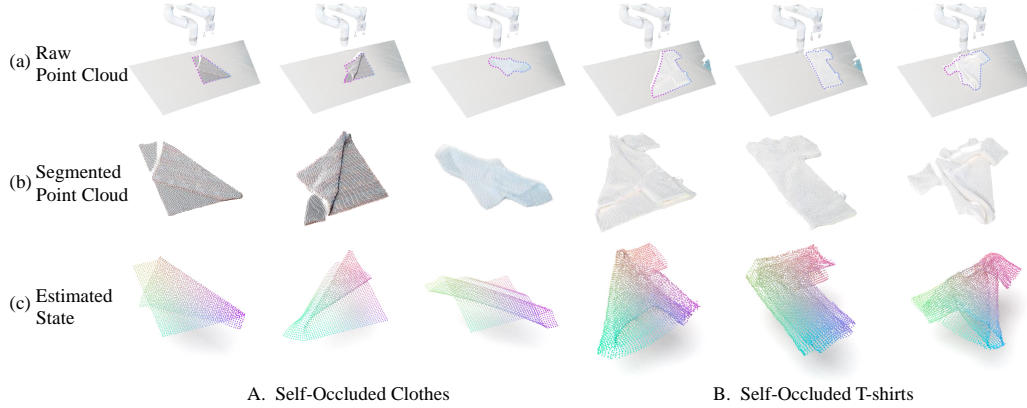 (a) Raw
Point Cloud
(b) Segmented
Point Cloud
(c) Estimated
State
A. Self-Occluded Clothes
B. Self-Occluded T-shirts